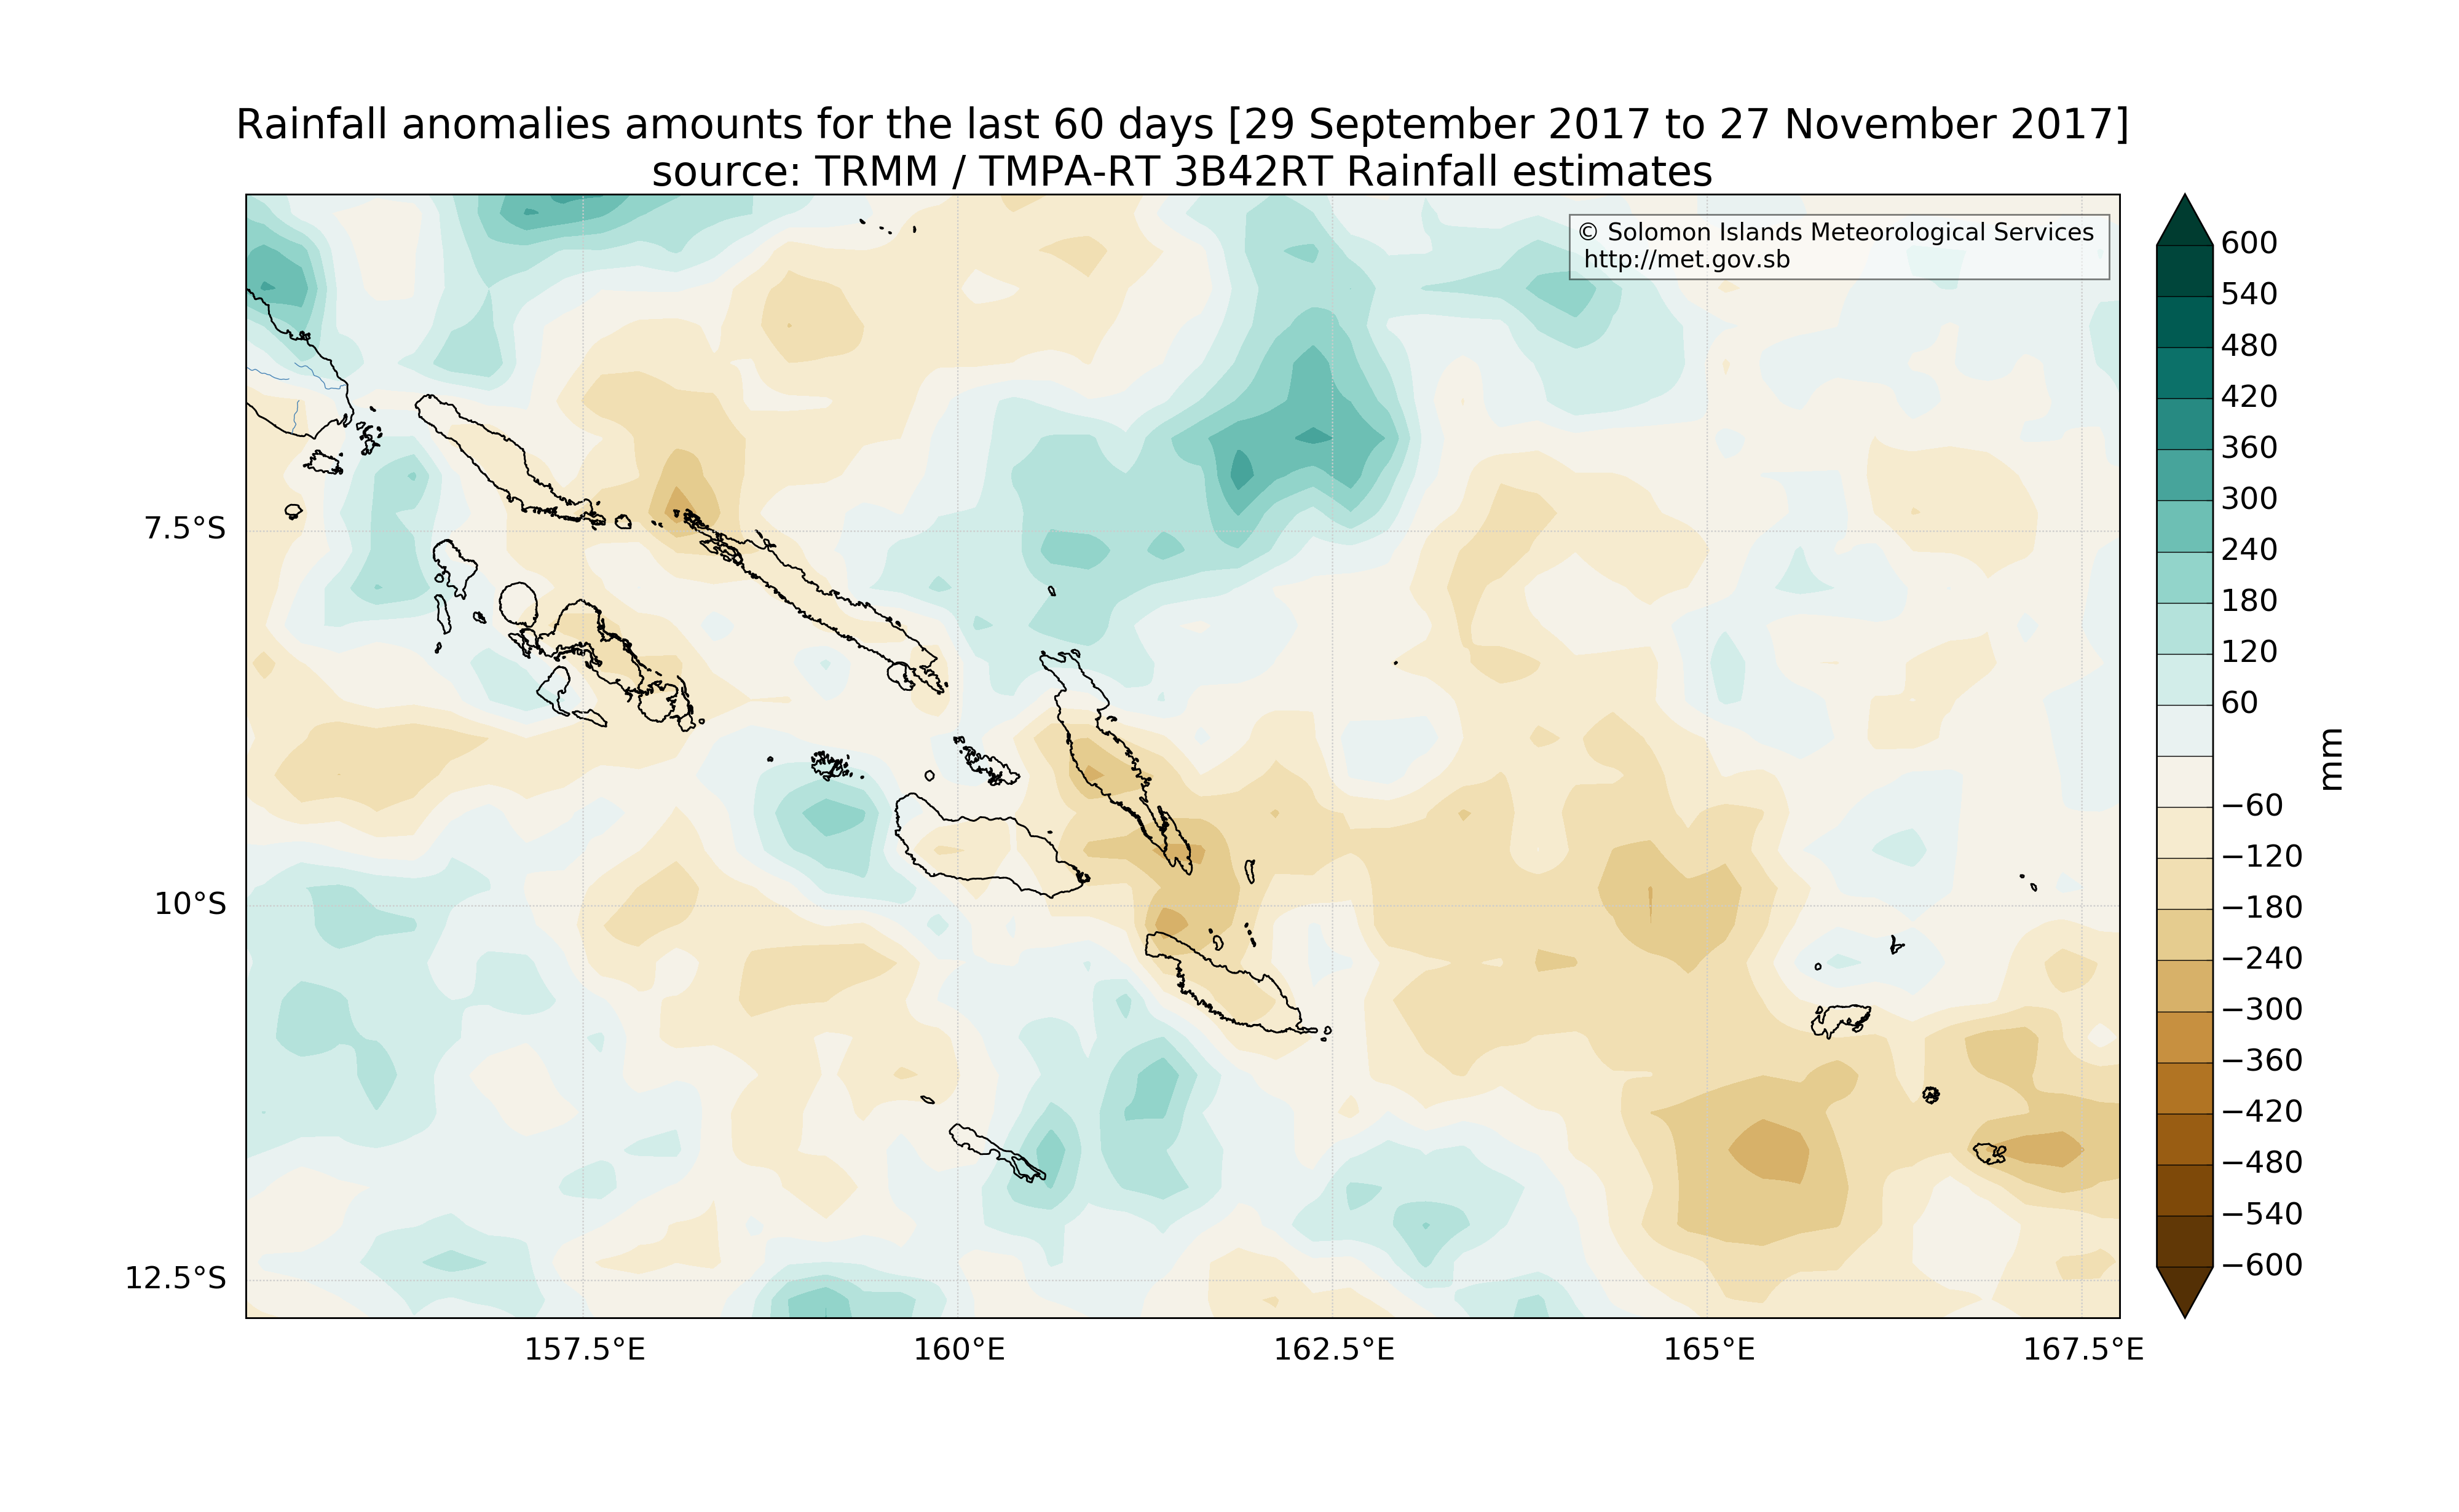 Rainfall anomalies amounts for the last 60 days [29 September 2017 to 27 November 2017]
source: TRMM / TMPA-RT 3B42RT Rainfall estimates
© Solomon Islands Meteorological Services
http://met.gov.sb
7.5°S
10°S
12.5°S
157.5°E
160°E
162.5°E
165°E
167.5°E
600
540
480
420
360
300
240
180
120
60
−60
−120
−180
−240
−300
−360
−420
−480
−540
−600
mm